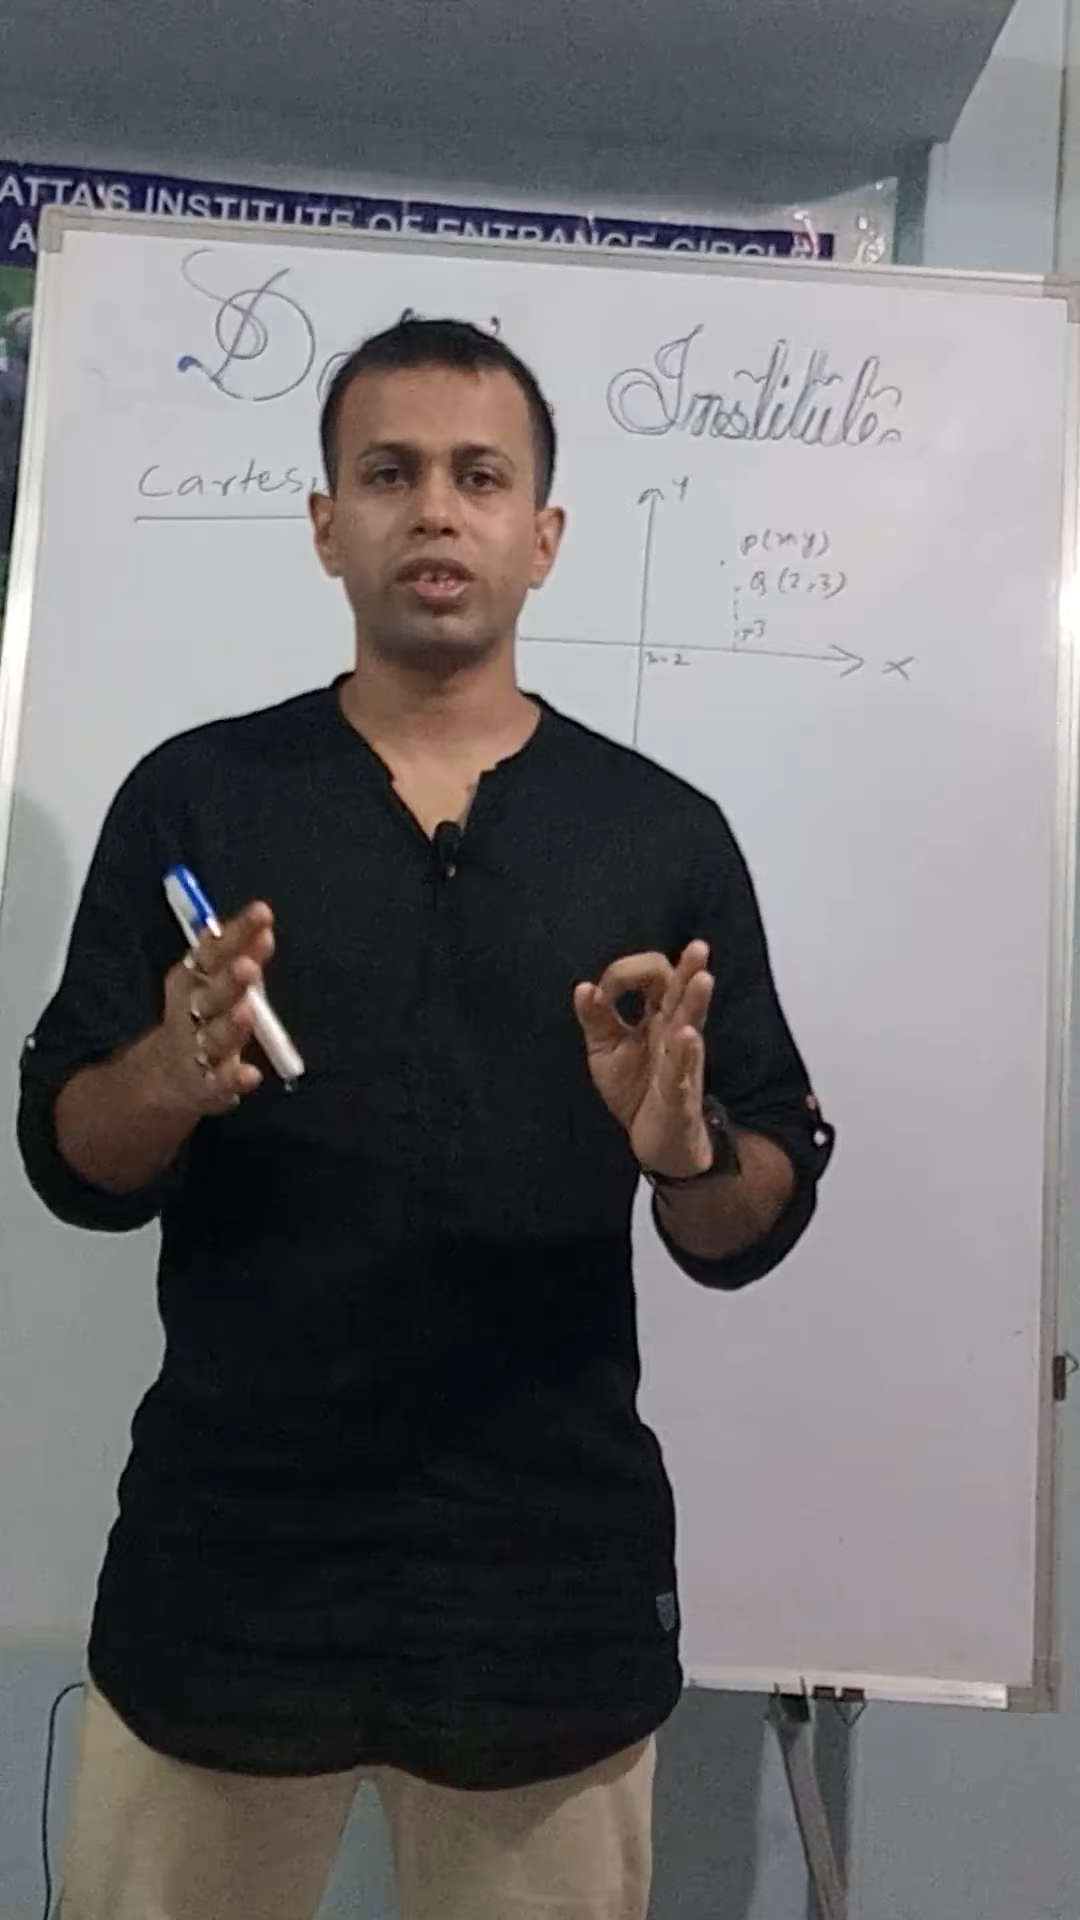 ATTA'S INSTITUTE OF ENTRANCE CIRCLE
A
Institute
Cartesi
Y
P(x,y)
Q(2,3)
y=3
x=2
X